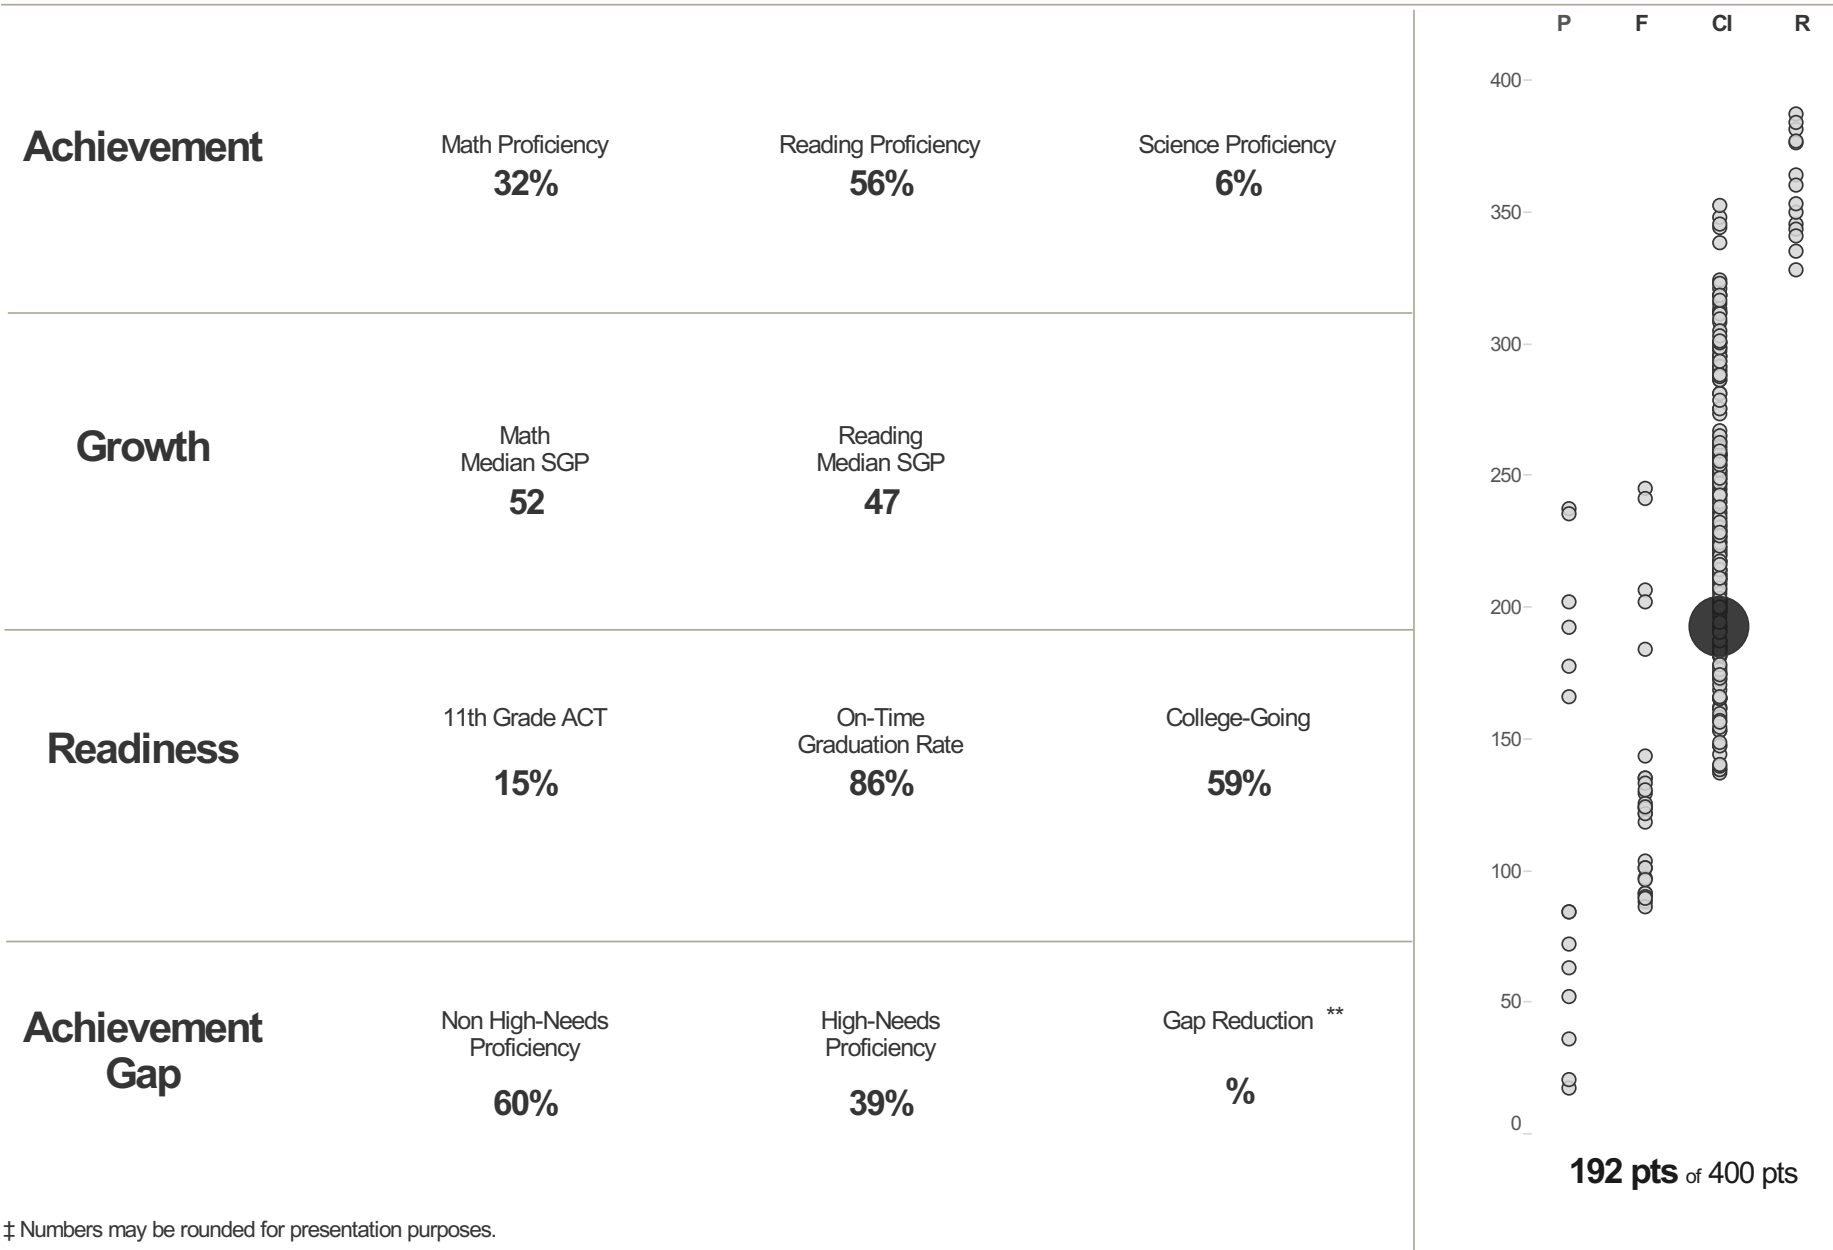 Achievement
Math Proficiency
32%
Reading Proficiency
56%
Science Proficiency
6%
Growth
Math
Median SGP
52
Reading
Median SGP
47
Readiness
11th Grade ACT
15%
On-Time
Graduation Rate
86%
College-Going
59%
Achievement
Gap
Non High-Needs
Proficiency
60%
High-Needs
Proficiency
39%
Gap Reduction **
%
P F CI R
400
350
300
250
200
150
100
50
0
192 pts of 400 pts
‡ Numbers may be rounded for presentation purposes.